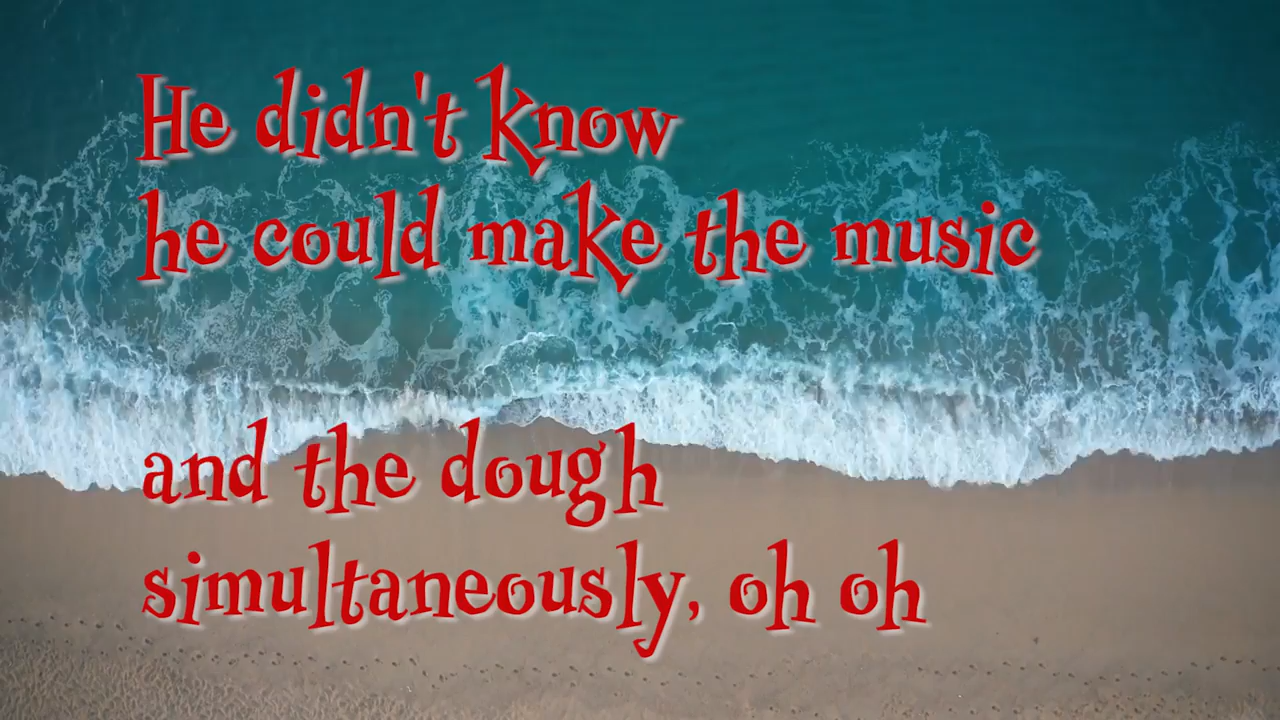 He didn't know
he could make the music
and the dough
simultaneously, oh oh